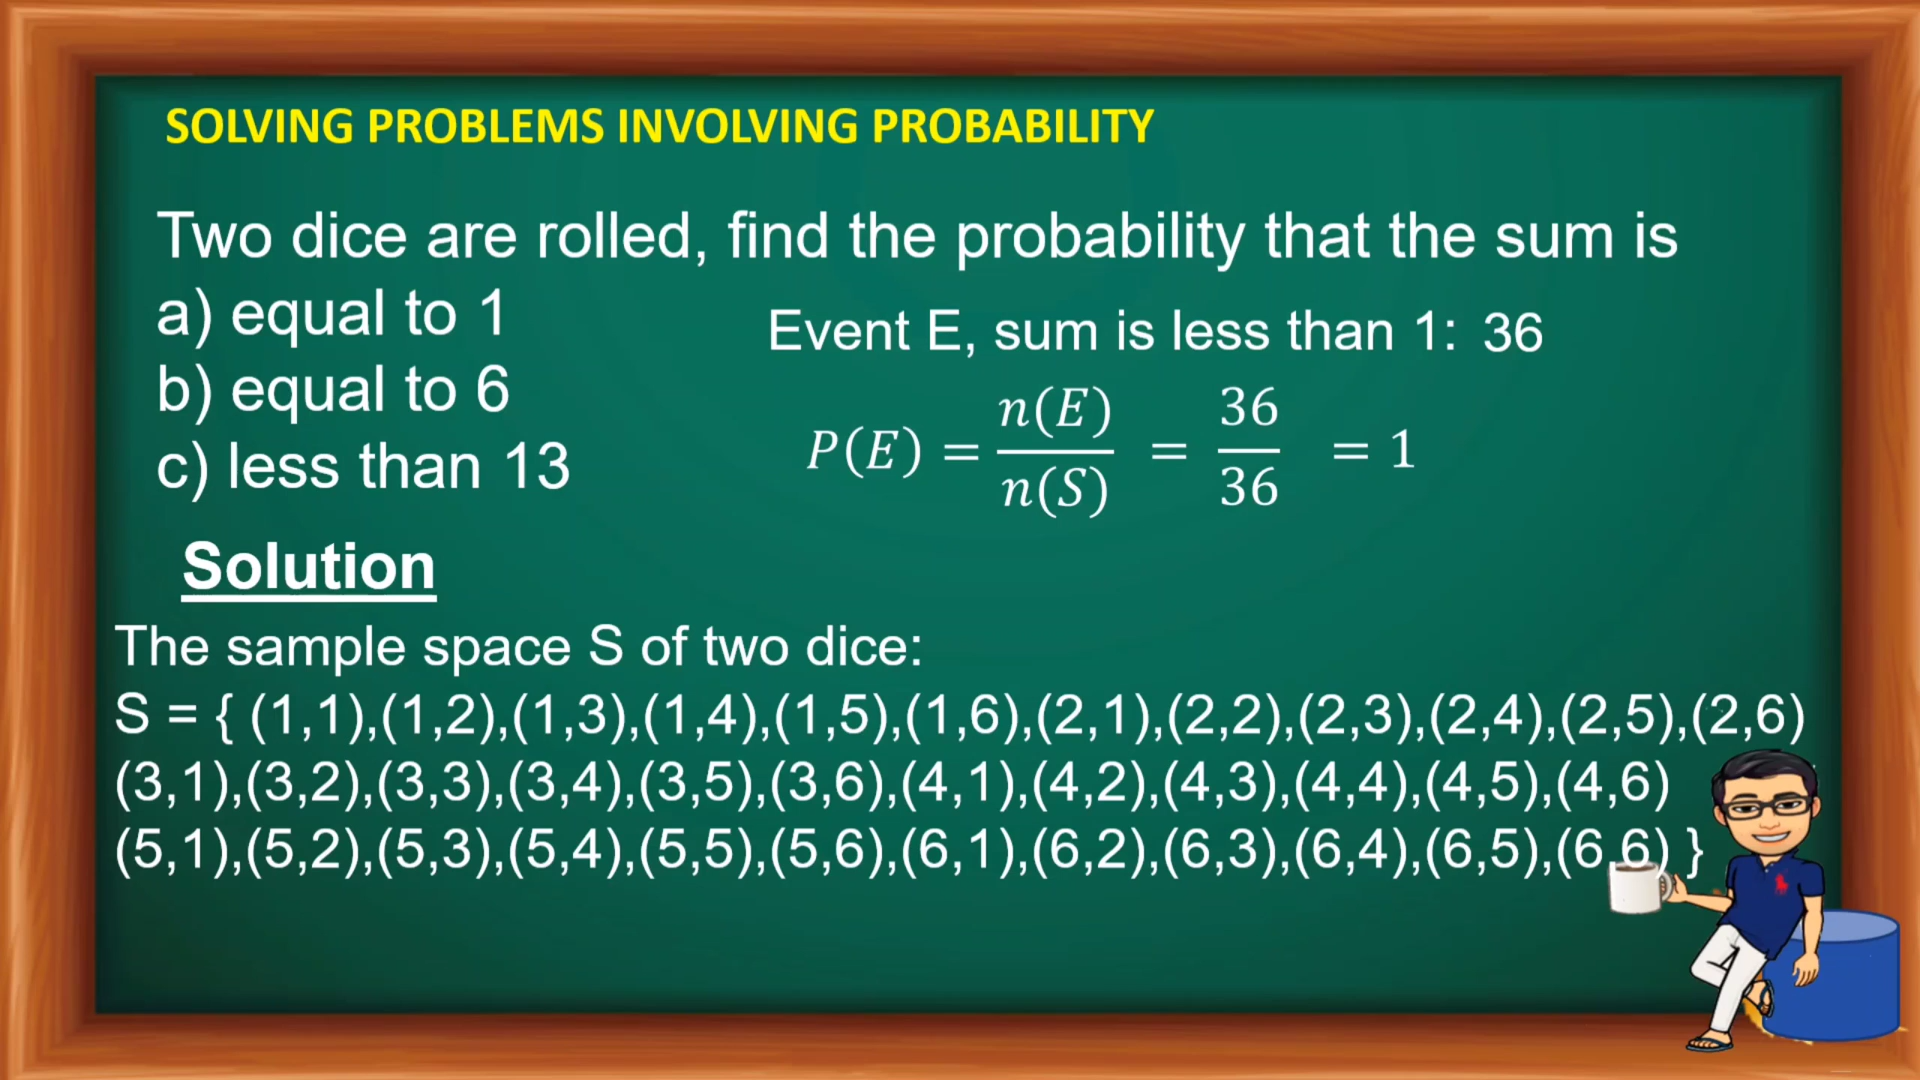 SOLVING PROBLEMS INVOLVING PROBABILITY
Two dice are rolled, find the probability that the sum is
a) equal to 1
b) equal to 6
c) less than 13
Event E, sum is less than 1: 36
P(E) = n(E)/n(S) = 36/36 = 1
Solution
The sample space S of two dice:
S = { (1,1),(1,2),(1,3),(1,4),(1,5),(1,6),(2,1),(2,2),(2,3),(2,4),(2,5),(2,6)
(3,1),(3,2),(3,3),(3,4),(3,5),(3,6),(4,1),(4,2),(4,3),(4,4),(4,5),(4,6)
(5,1),(5,2),(5,3),(5,4),(5,5),(5,6),(6,1),(6,2),(6,3),(6,4),(6,5),(6,6) }